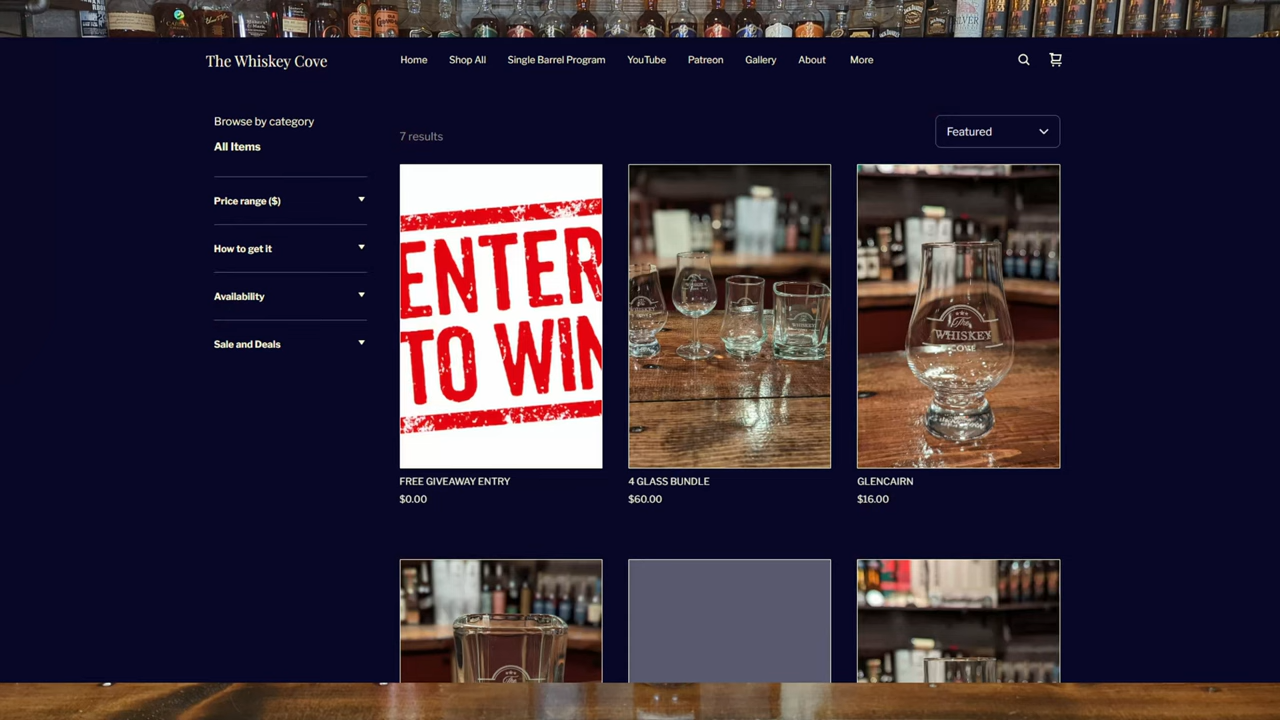 The Whiskey Cove
Home Shop All Single Barrel Program YouTube Patreon Gallery About More
Browse by category
All Items
Price range ($)
How to get it
Availability
Sale and Deals
7 results
Featured
ENTER
TO WIN
The
WHISKEY
COVE
FREE GIVEAWAY ENTRY
$0.00
4 GLASS BUNDLE
$60.00
GLENCAIRN
$16.00
The